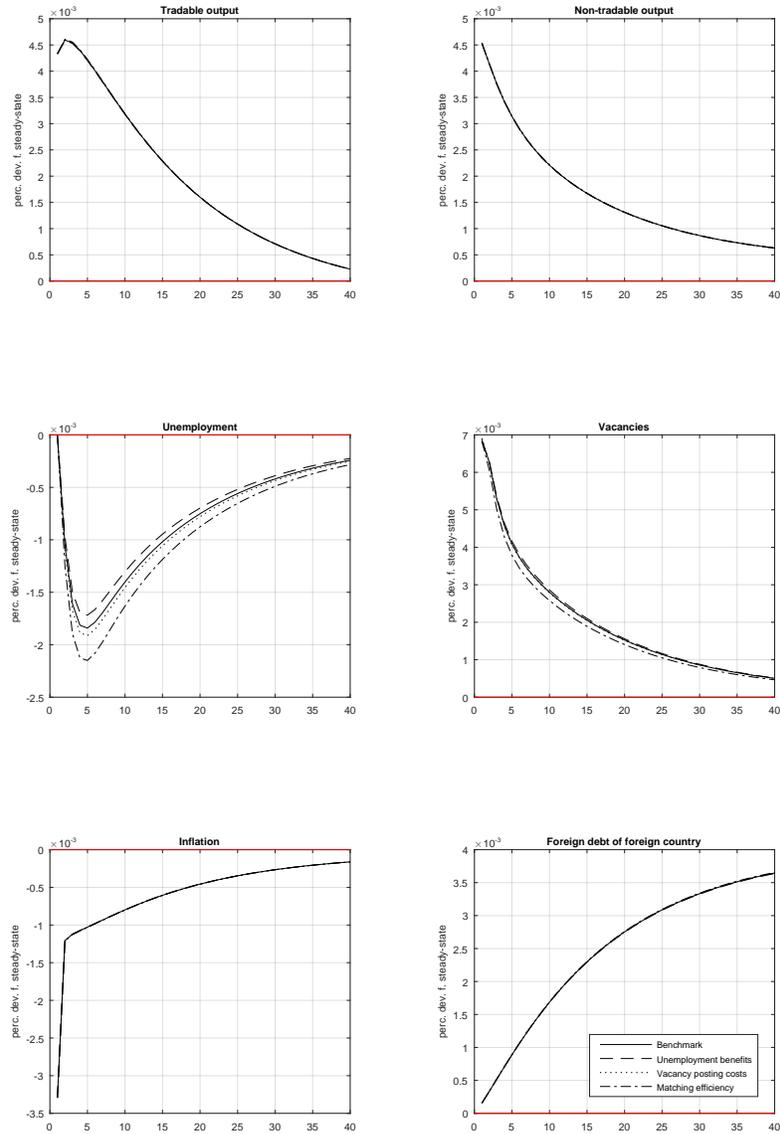 Tradable output
×10-3
perc. dev. f. steady-state
5
4.5
4
3.5
3
2.5
2
1.5
1
0.5
0
0 5 10 15 20 25 30 35 40
Non-tradable output
×10-3
perc. dev. f. steady-state
5
4.5
4
3.5
3
2.5
2
1.5
1
0.5
0
0 5 10 15 20 25 30 35 40
Unemployment
×10-3
perc. dev. f. steady-state
0
-0.5
-1
-1.5
-2
-2.5
0 5 10 15 20 25 30 35 40
Vacancies
×10-3
perc. dev. f. steady-state
7
6
5
4
3
2
1
0
0 5 10 15 20 25 30 35 40
Inflation
×10-3
perc. dev. f. steady-state
0
-0.5
-1
-1.5
-2
-2.5
-3
-3.5
0 5 10 15 20 25 30 35 40
Foreign debt of foreign country
×10-3
perc. dev. f. steady-state
4
3.5
3
2.5
2
1.5
1
0.5
0
0 5 10 15 20 25 30 35 40
Benchmark
Unemployment benefits
Vacancy posting costs
Matching efficiency